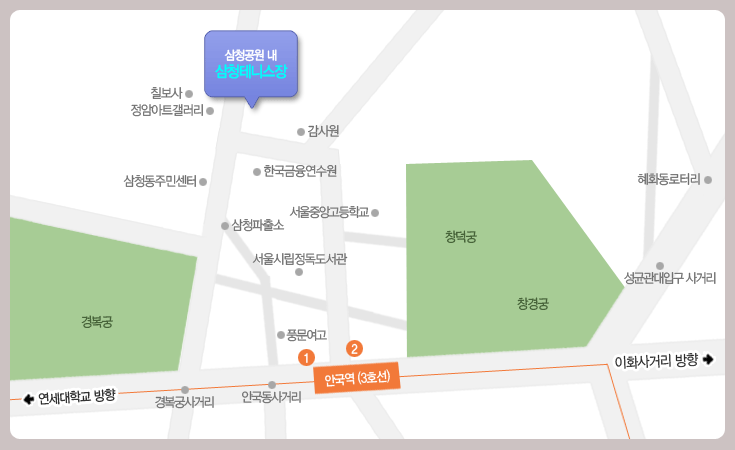 삼청공원 내
삼청테니스장
칠보사
정암아트갤러리
감사원
한국금융연수원
삼청동주민센터
혜화동로터리
서울중앙고등학교
삼청파출소
창덕궁
서울시립정독도서관
성균관대입구 사거리
창경궁
경복궁
풍문여고
1
2
이화사거리 방향
안국역 (3호선)
연세대학교 방향
경복궁사거리
안국동사거리